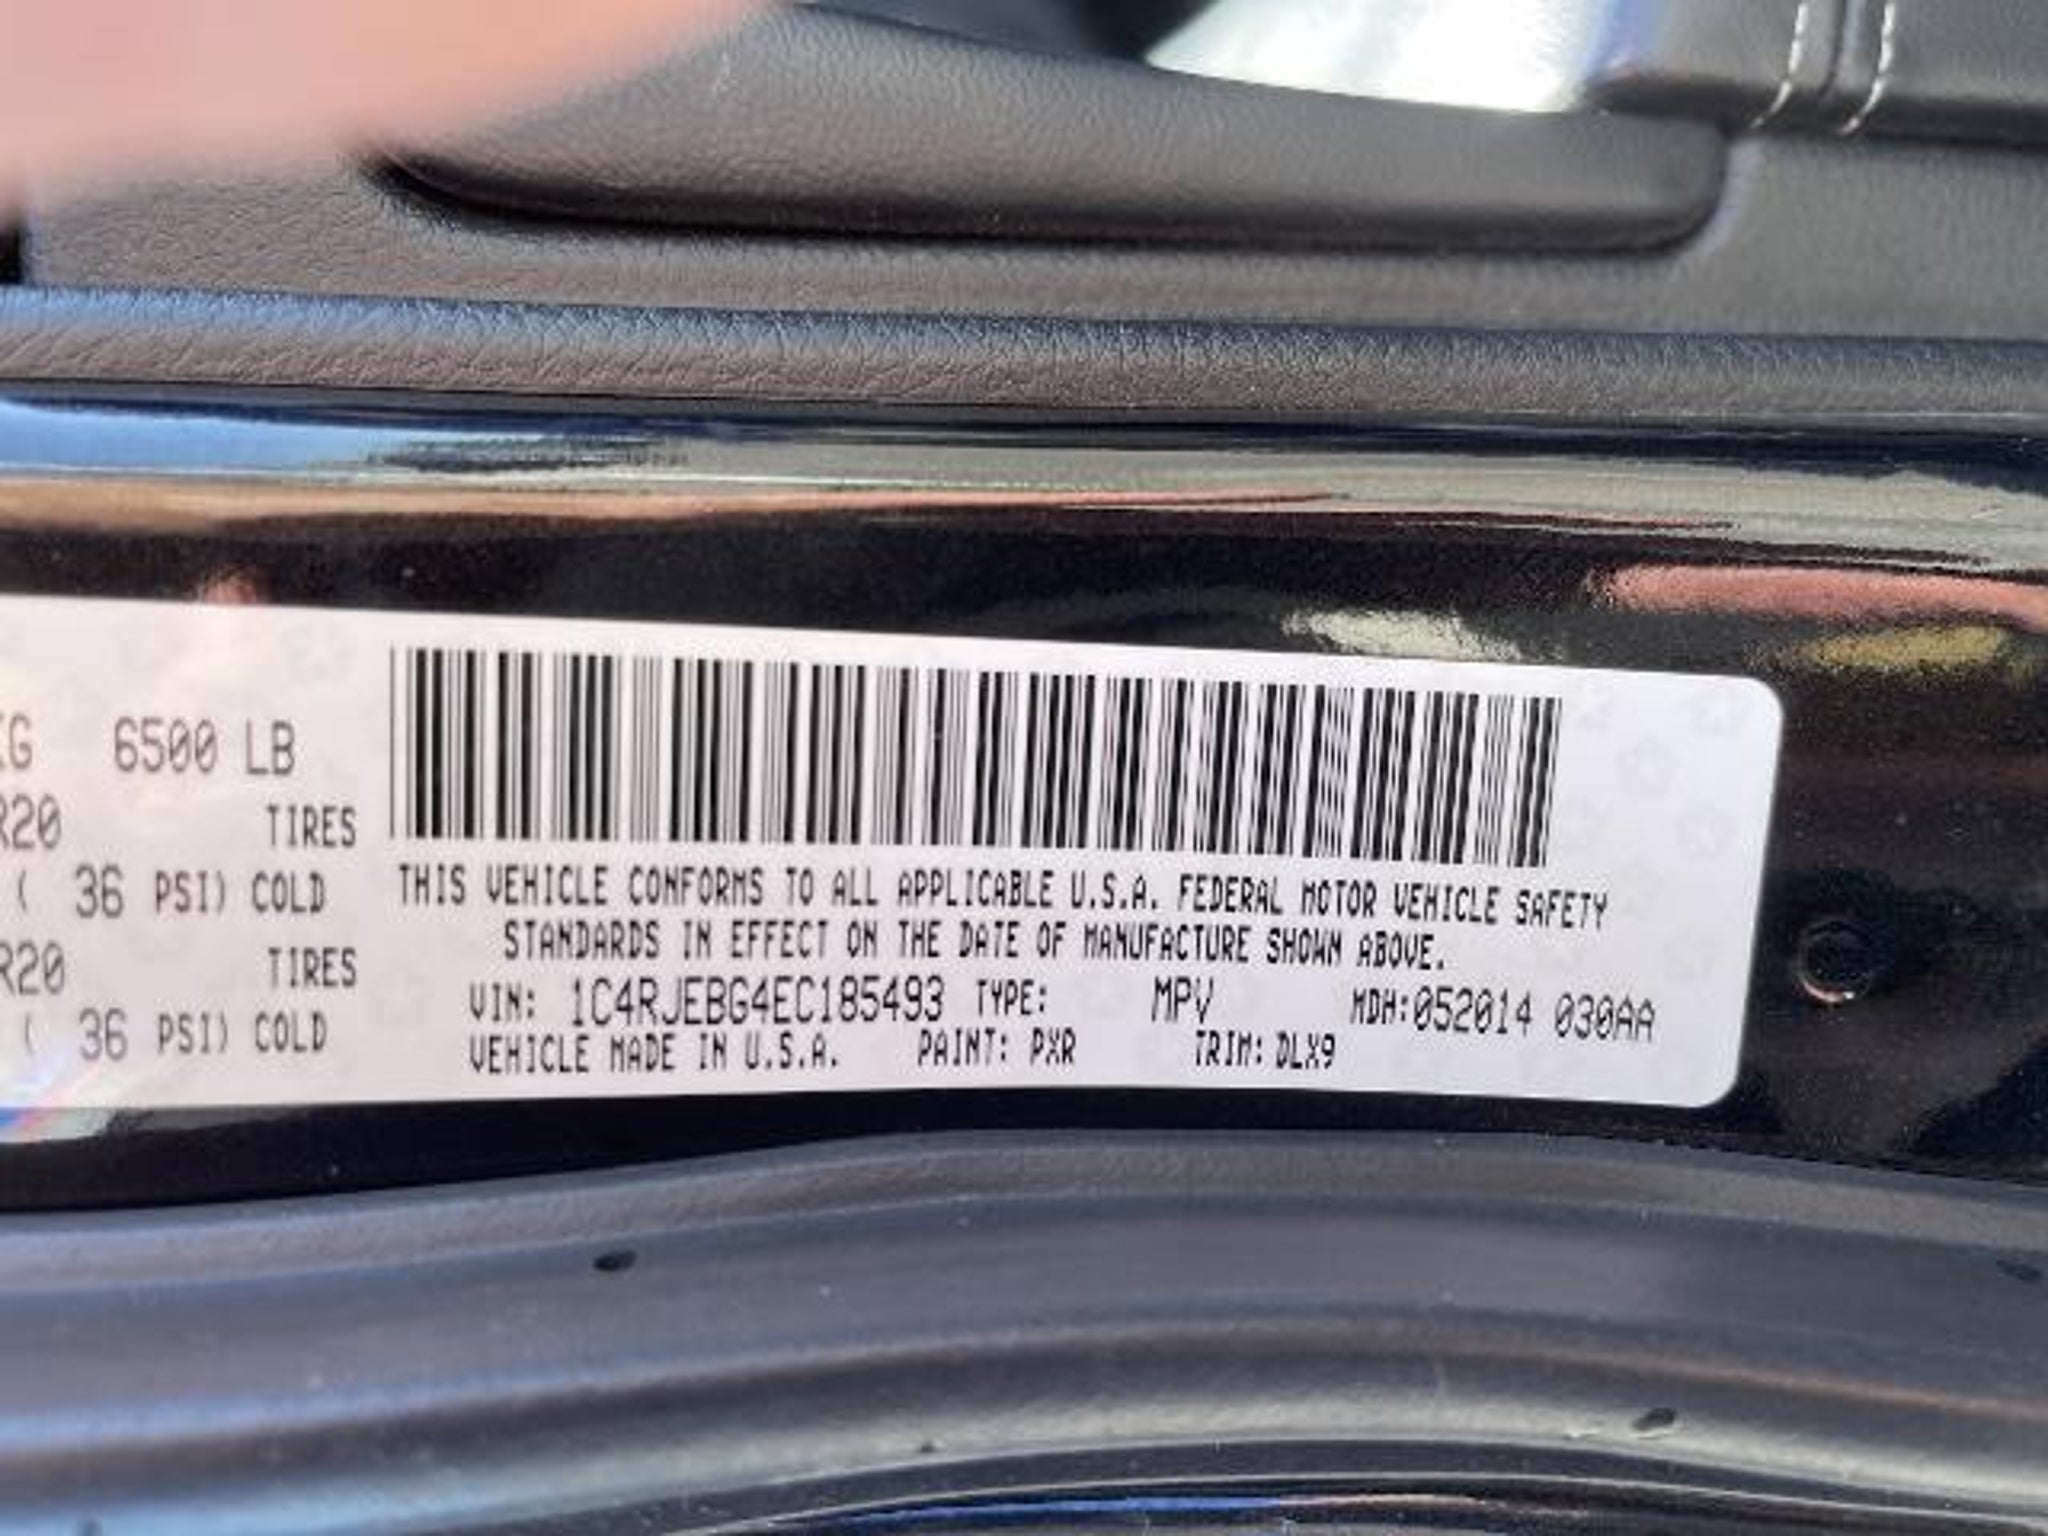 KG 6500 LB
R20 TIRES
( 36 PSI) COLD
R20 TIRES
( 36 PSI) COLD
THIS VEHICLE CONFORMS TO ALL APPLICABLE U.S.A. FEDERAL MOTOR VEHICLE SAFETY
STANDARDS IN EFFECT ON THE DATE OF MANUFACTURE SHOWN ABOVE.
VIN: 1C4RJEBG4EC185493 TYPE: MPV MDH:052014 030AA
VEHICLE MADE IN U.S.A. PAINT: PXR TRIM: DLX9